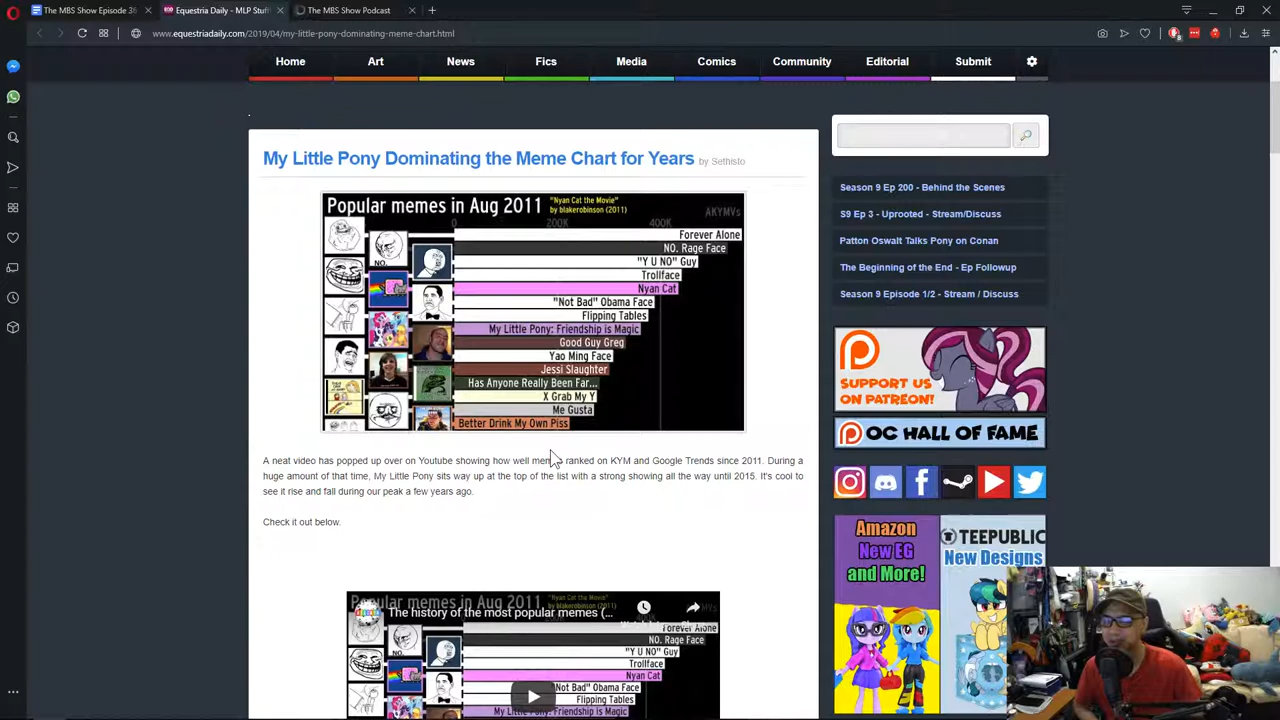 The MBS Show Episode 36
Equestria Daily - MLP Stuff
The MBS Show Podcast
www.equestriadaily.com/2019/04/my-little-pony-dominating-meme-chart.html
Home
Art
News
Fics
Media
Comics
Community
Editorial
Submit
My Little Pony Dominating the Meme Chart for Years by Sethisto
Popular memes in Aug 2011
"Nyan Cat the Movie"
by blakerobinson (2011)
AKYMVs
0 200K 400K
Forever Alone
NO. Rage Face
"Y U NO" Guy
Trollface
Nyan Cat
"Not Bad" Obama Face
Flipping Tables
My Little Pony: Friendship is Magic
Good Guy Greg
Yao Ming Face
Jessi Slaughter
Has Anyone Really Been Far...
X Grab My Y
Me Gusta
Better Drink My Own Piss
NO.
A neat video has popped up over on Youtube showing how well memes ranked on KYM and Google Trends since 2011. During a
huge amount of that time, My Little Pony sits way up at the top of the list with a strong showing all the way until 2015. It's cool to
see it rise and fall during our peak a few years ago.
Check it out below.
Popular memes in Aug 2011
The history of the most popular memes (...
Forever Alone
NO. Rage Face
"Y U NO" Guy
Trollface
Nyan Cat
"Not Bad" Obama Face
Flipping Tables
My Little Pony: Friendship is Magic
Season 9 Ep 200 - Behind the Scenes
S9 Ep 3 - Uprooted - Stream/Discuss
Patton Oswalt Talks Pony on Conan
The Beginning of the End - Ep Followup
Season 9 Episode 1/2 - Stream / Discuss
SUPPORT US
ON PATREON!
OC HALL OF FAME
Amazon
New EG
and More!
TEEPUBLIC
New Designs